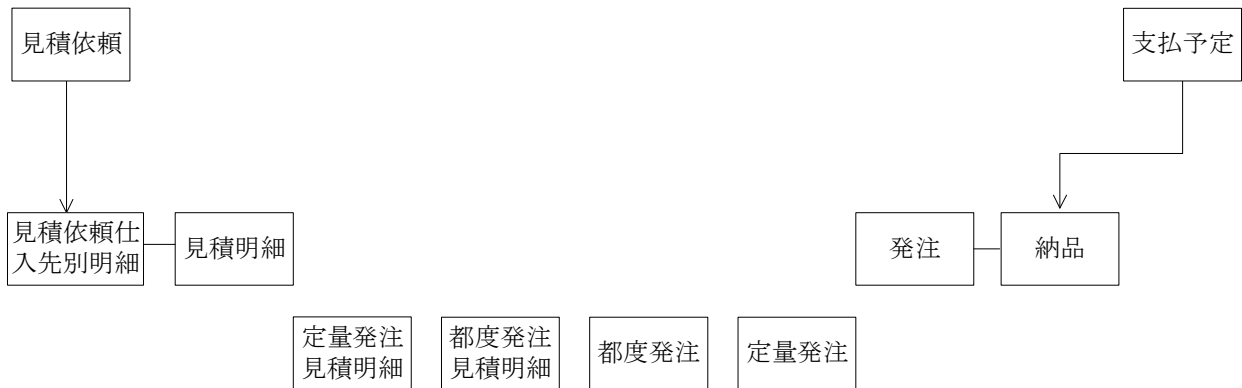 見積依頼
支払予定
見積依頼仕
入先別明細
見積明細
発注
納品
定量発注
見積明細
都度発注
見積明細
都度発注
定量発注